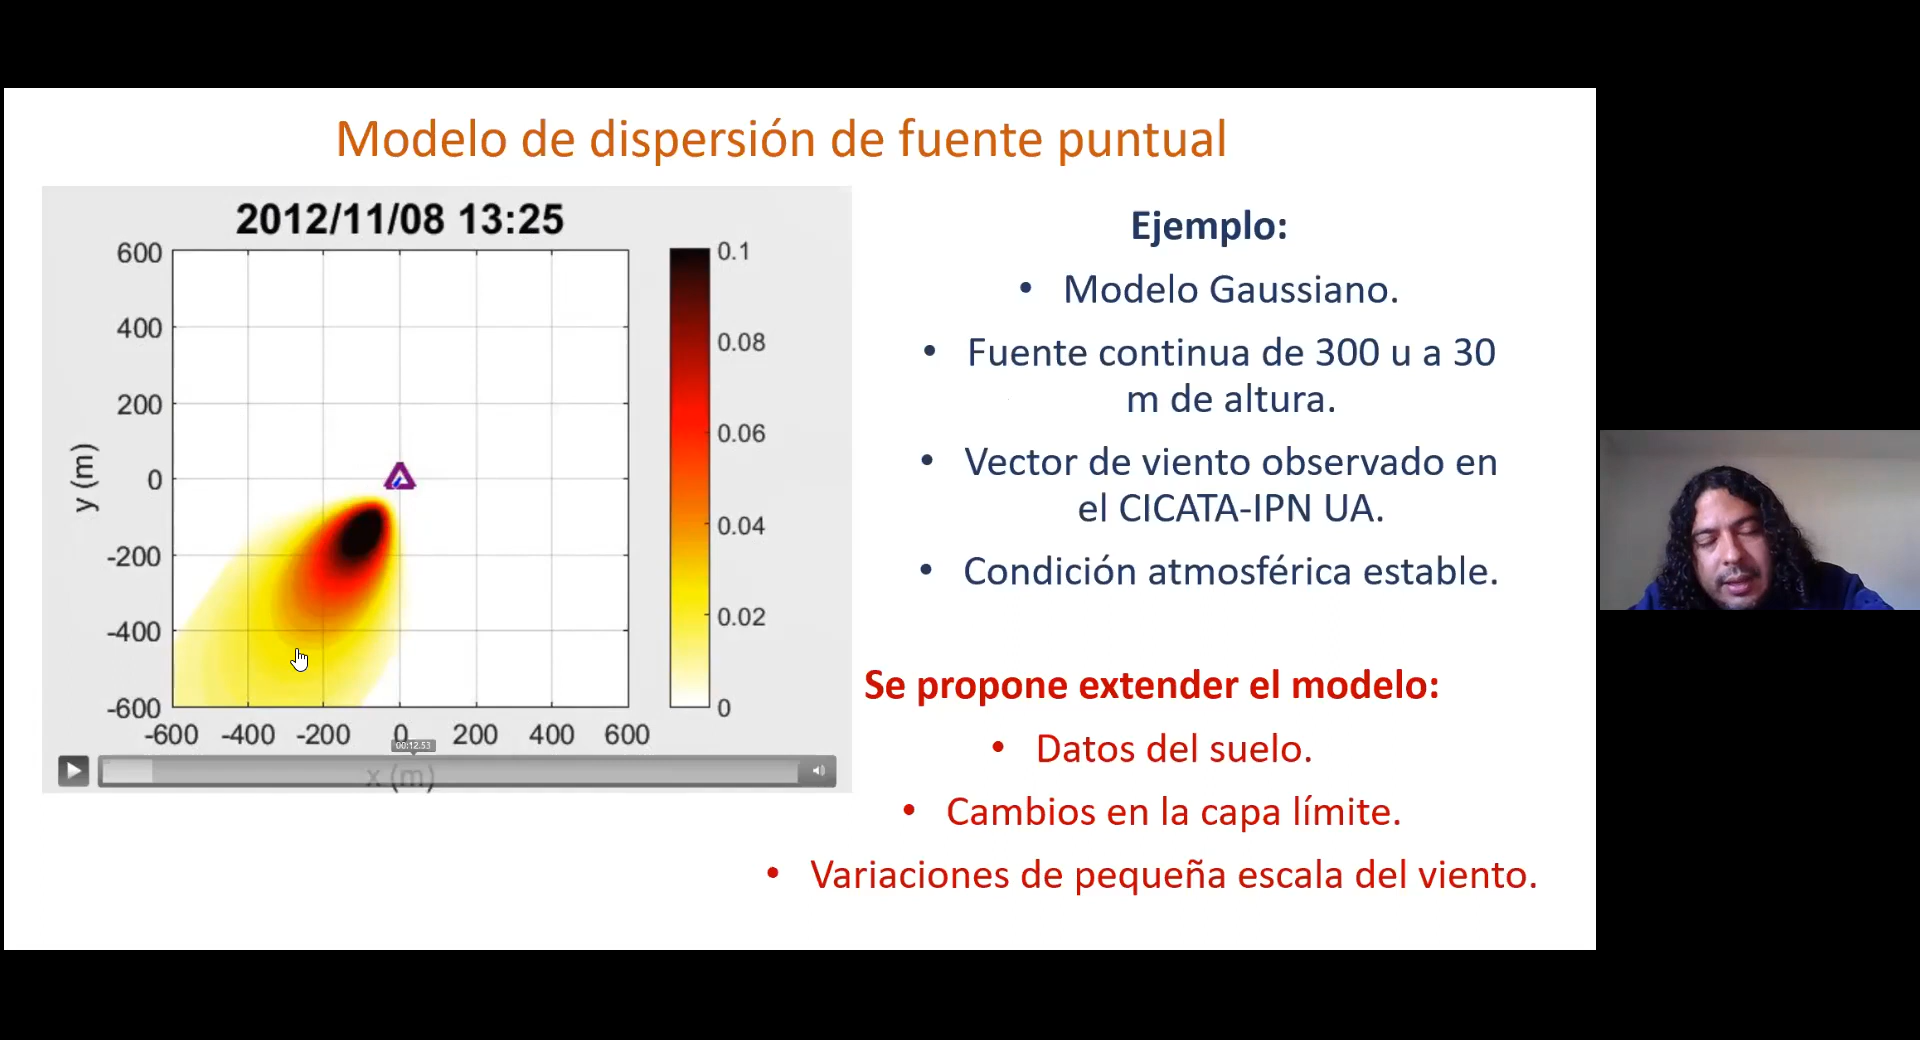 Modelo de dispersión de fuente puntual
2012/11/08 13:25
600
400
200
0
-200
-400
-600
y (m)
-600 -400 -200 0 200 400 600
x (m)
0.1
0.08
0.06
0.04
0.02
0
00:12.53
Ejemplo:
• Modelo Gaussiano.
• Fuente continua de 300 u a 30
m de altura.
• Vector de viento observado en
el CICATA-IPN UA.
• Condición atmosférica estable.
Se propone extender el modelo:
• Datos del suelo.
• Cambios en la capa límite.
• Variaciones de pequeña escala del viento.